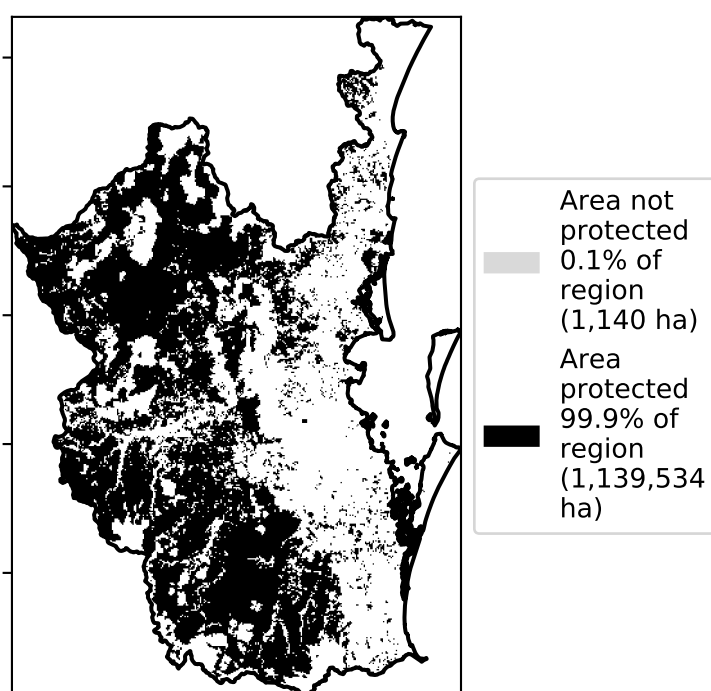 Area not
protected
0.1% of
region
(1,140 ha)
Area
protected
99.9% of
region
(1,139,534
ha)